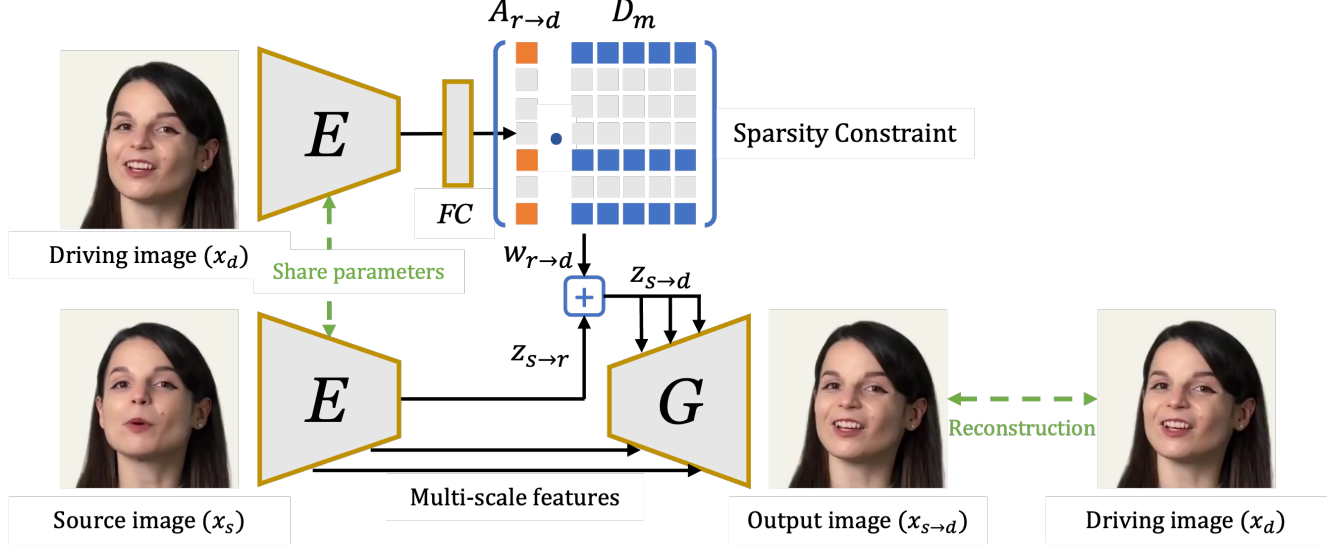 A_{r→d} D_m
E
FC
Sparsity Constraint
Driving image (x_d)
Share parameters
w_{r→d}
+
z_{s→d}
z_{s→r}
E
G
Reconstruction
Multi-scale features
Source image (x_s)
Output image (x_{s→d})
Driving image (x_d)